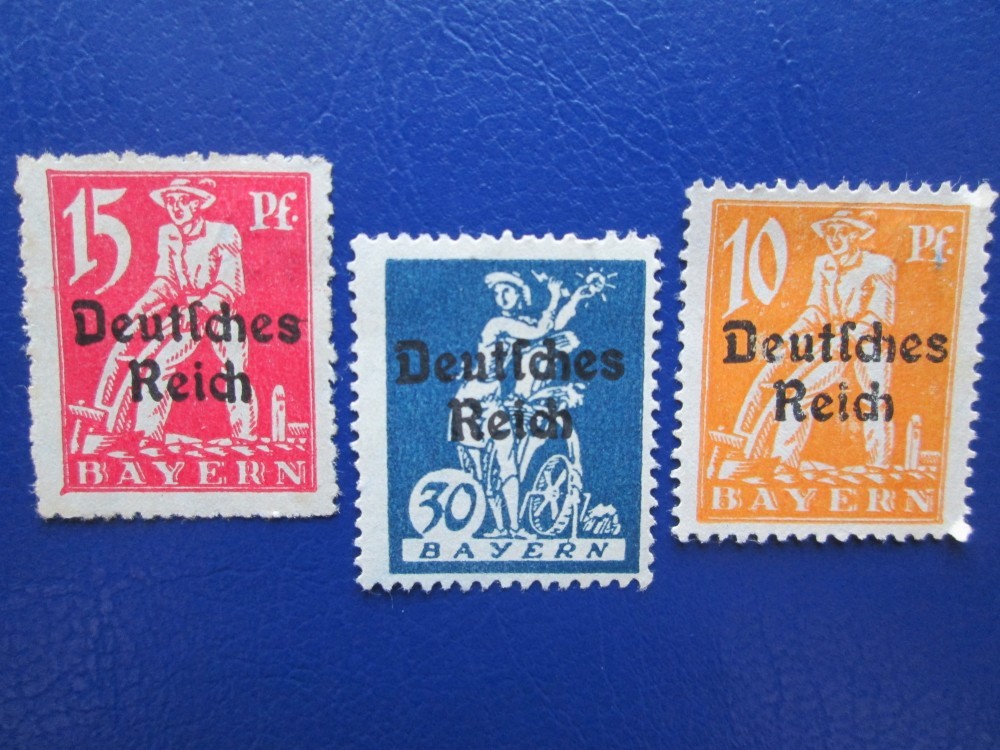 15 Pf.
Deutſches
Reich
BAYERN
Deutſches
Reich
30
BAYERN
10 Pf.
Deutſches
Reich
BAYERN